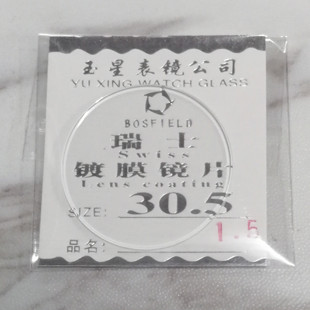 玉星表镜公司
YU XING WATCH GLASS
BOSFIELD
瑞士
Swiss
镀膜镜片
Lens coating
SIZE: 30.5
1.5
品名: